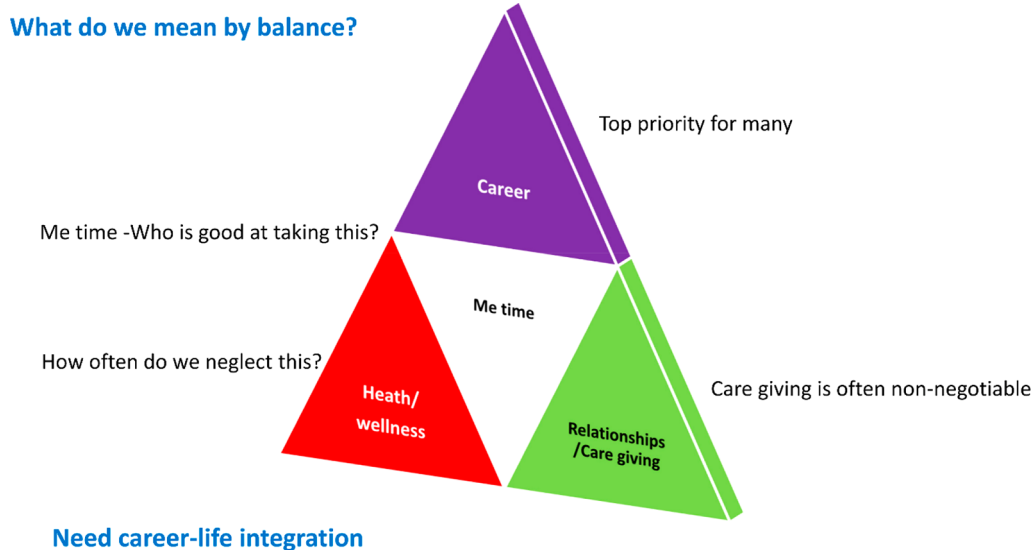 What do we mean by balance?
Top priority for many
Career
Me time -Who is good at taking this?
Me time
How often do we neglect this?
Care giving is often non-negotiable
Heath/
wellness
Relationships
/Care giving
Need career-life integration